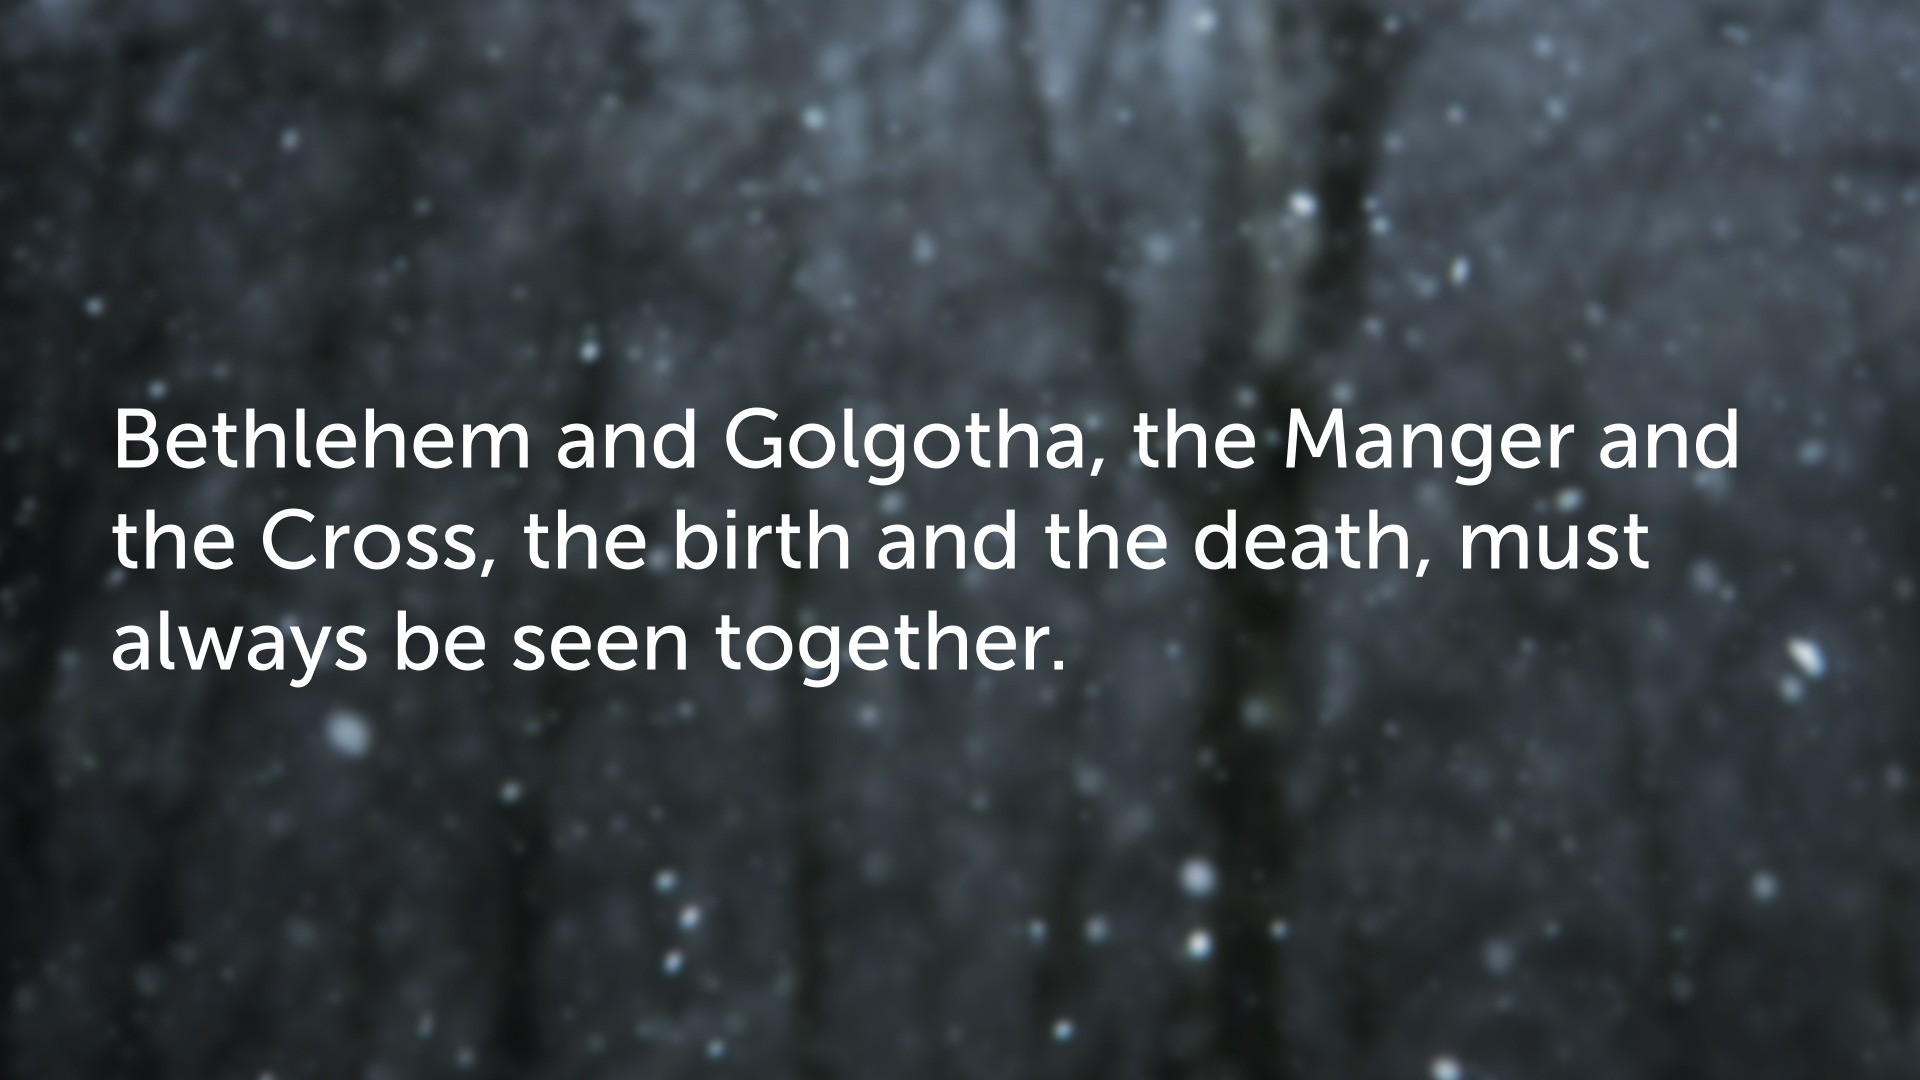 Bethlehem and Golgotha, the Manger and
the Cross, the birth and the death, must
always be seen together.